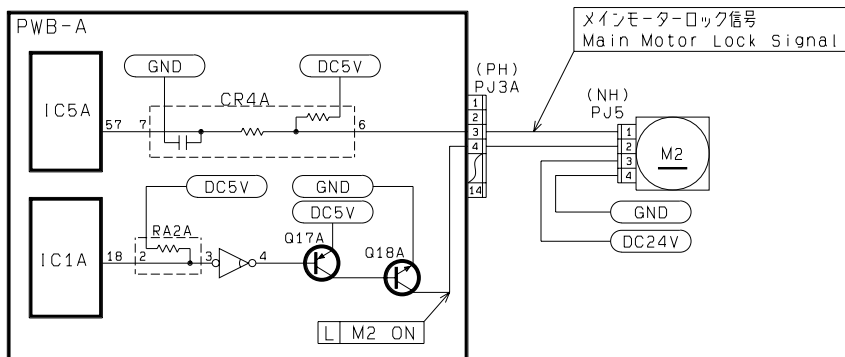 PWB-A
メインモーターロック信号
Main Motor Lock Signal
GND
DC5V
(PH)
PJ3A
CR4A
(NH)
PJ5
IC5A
57
7
6
1
2
3
4
14
1
2
3
4
M2
DC5V
GND
DC5V
GND
DC24V
RA2A
Q17A
Q18A
IC1A
18
2
3
4
L M2 ON